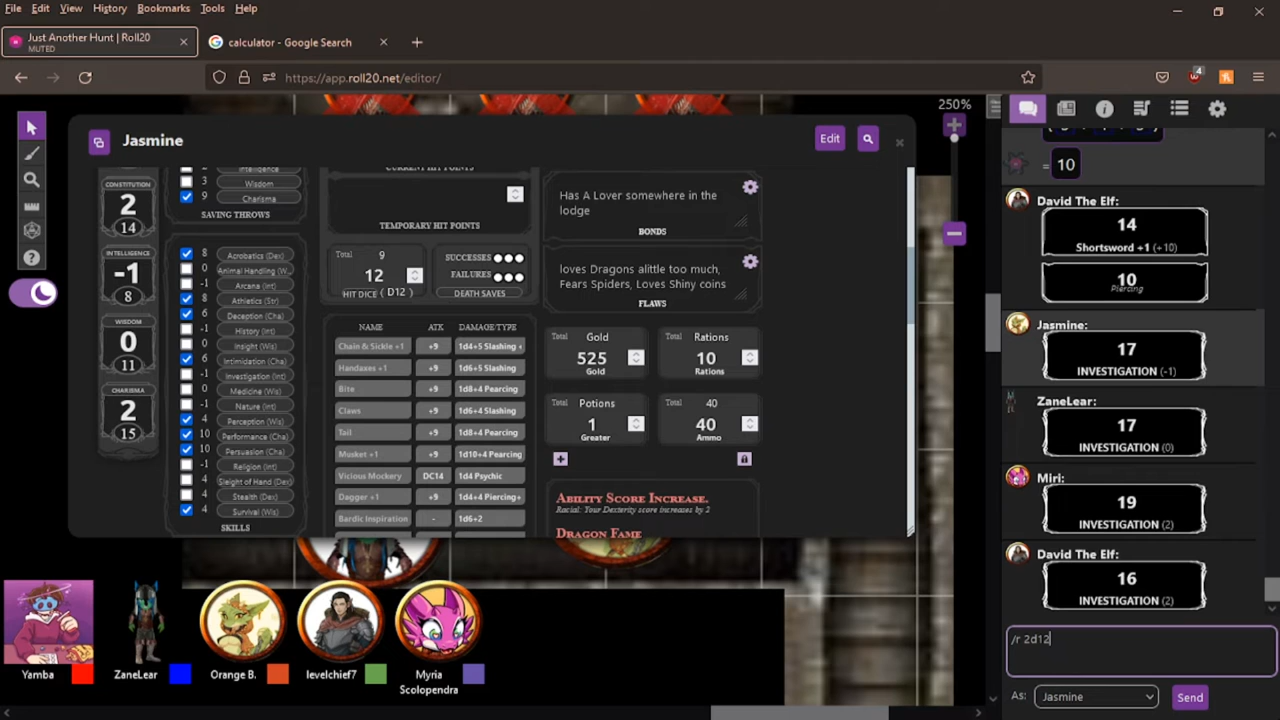 File Edit View History Bookmarks Tools Help
Just Another Hunt | Roll20
MUTED
calculator - Google Search
https://app.roll20.net/editor/
4
250%
Jasmine
Edit
CONSTITUTION
2
14
INTELLIGENCE
-1
8
WISDOM
0
11
CHARISMA
2
15
Intelligence
3 Wisdom
9 Charisma
SAVING THROWS
8 Acrobatics (Dex)
0 Animal Handling (W...
-1 Arcana (Int)
8 Athletics (Str)
6 Deception (Cha)
-1 History (Int)
0 Insight (Wis)
6 Intimidation (Cha)
-1 Investigation (Int)
0 Medicine (Wis)
-1 Nature (Int)
4 Perception (Wis)
10 Performance (Cha)
10 Persuasion (Cha)
-1 Religion (Int)
4 Sleight of Hand (Dex)
4 Stealth (Dex)
4 Survival (Wis)
SKILLS
CURRENT HIT POINTS
TEMPORARY HIT POINTS
Total 9
12
HIT DICE ( D12 )
SUCCESSES
FAILURES
DEATH SAVES
NAME ATK DAMAGE/TYPE
Chain & Sickle +1 +9 1d4+5 Slashing
Handaxes +1 +9 1d6+5 Slashing
Bite +9 1d8+4 Pearcing
Claws +9 1d6+4 Slashing
Tail +9 1d8+4 Pearcing
Musket +1 +9 1d10+4 Pearcing
Vicious Mockery DC14 1d4 Psychic
Dagger +1 +9 1d4+4 Piercing+
Bardic Inspiration - 1d6+2
Has A Lover somewhere in the
lodge
BONDS
loves Dragons alittle too much,
Fears Spiders, Loves Shiny coins
FLAWS
Total Gold
525
Gold
Total Rations
10
Rations
Total Potions
1
Greater
Total 40
40
Ammo
ABILITY SCORE INCREASE.
Racial: Your Dexterity score increases by 2
DRAGON FAME
= 10
David The Elf:
14
Shortsword +1 (+10)
10
Piercing
Jasmine:
17
INVESTIGATION (-1)
ZaneLear:
17
INVESTIGATION (0)
Miri:
19
INVESTIGATION (2)
David The Elf:
16
INVESTIGATION (2)
/r 2d12
As: Jasmine Send
Yamba
ZaneLear
Orange B.
levelchief7
Myria
Scolopendra